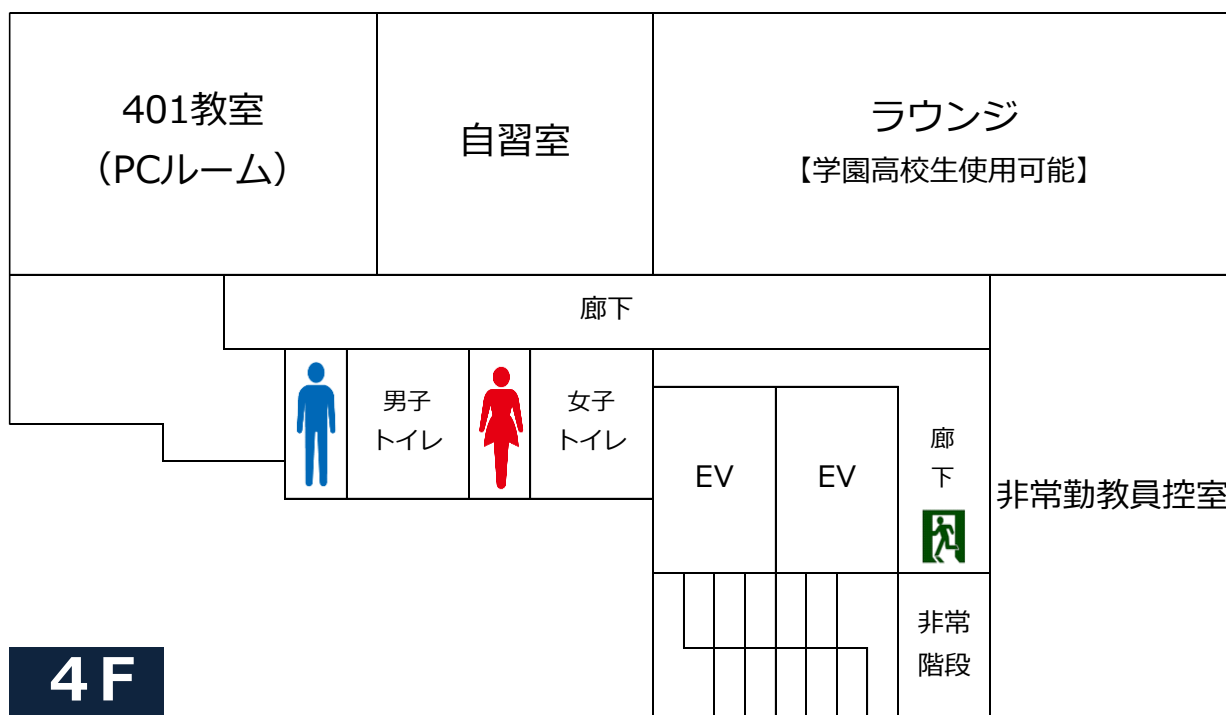 401教室
（PCルーム）
自習室
ラウンジ
【学園高校生使用可能】
廊下
男子
トイレ
女子
トイレ
EV
EV
廊
下
非常勤教員控室
非常
階段
４F